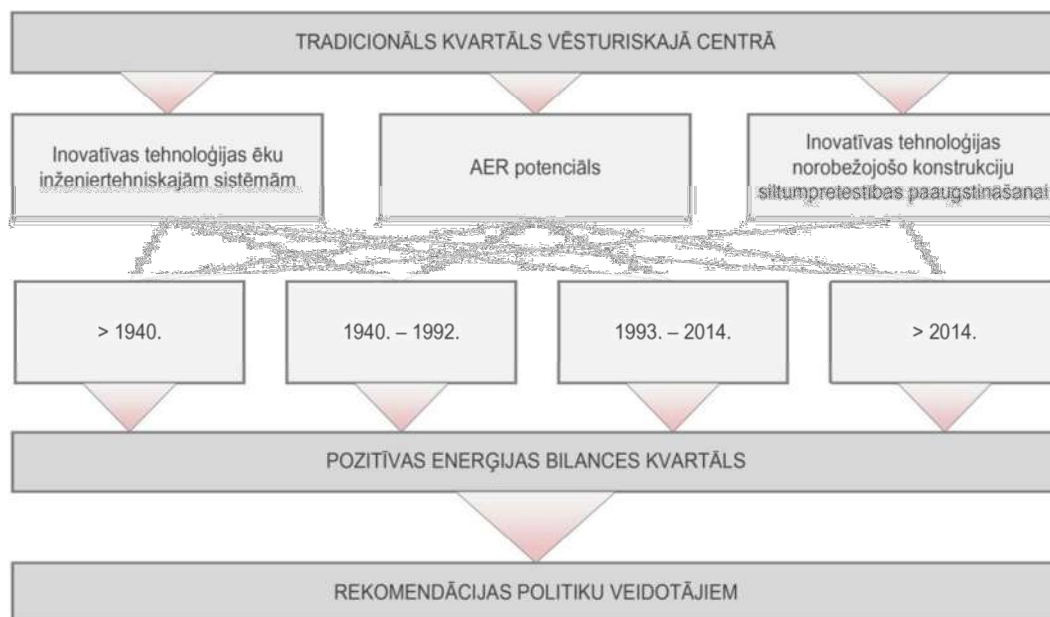 TRADICIONĀLS KVARTĀLS VĒSTURISKAJĀ CENTRĀ
Inovatīvas tehnoloģijas ēku
inženiertehniskajām sistēmām
AER potenciāls
Inovatīvas tehnoloģijas
norobežojošo konstrukciju
siltumpretestības paaugstināšanai
> 1940.
1940. – 1992.
1993. – 2014.
> 2014.
POZITĪVAS ENERĢIJAS BILANCES KVARTĀLS
REKOMENDĀCIJAS POLITIKU VEIDOTĀJIEM